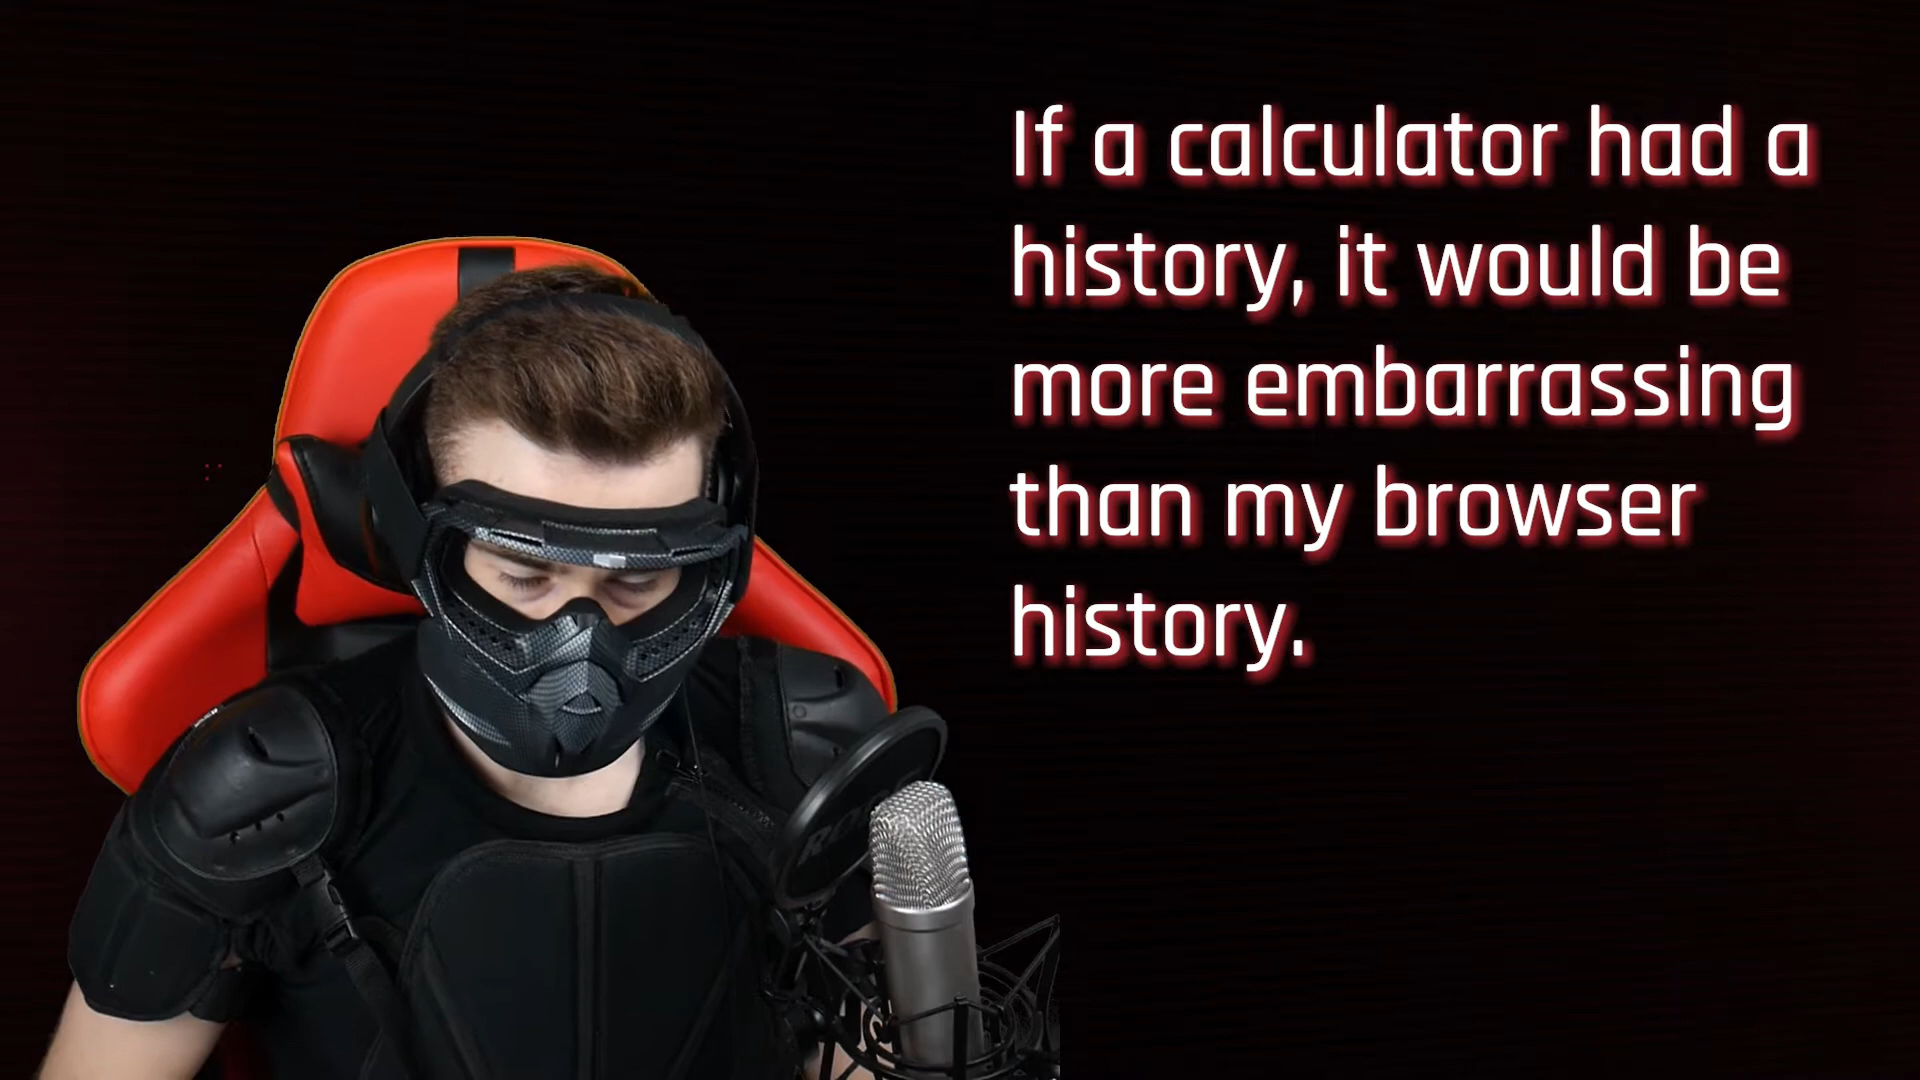 If a calculator had a
history, it would be
more embarrassing
than my browser
history.